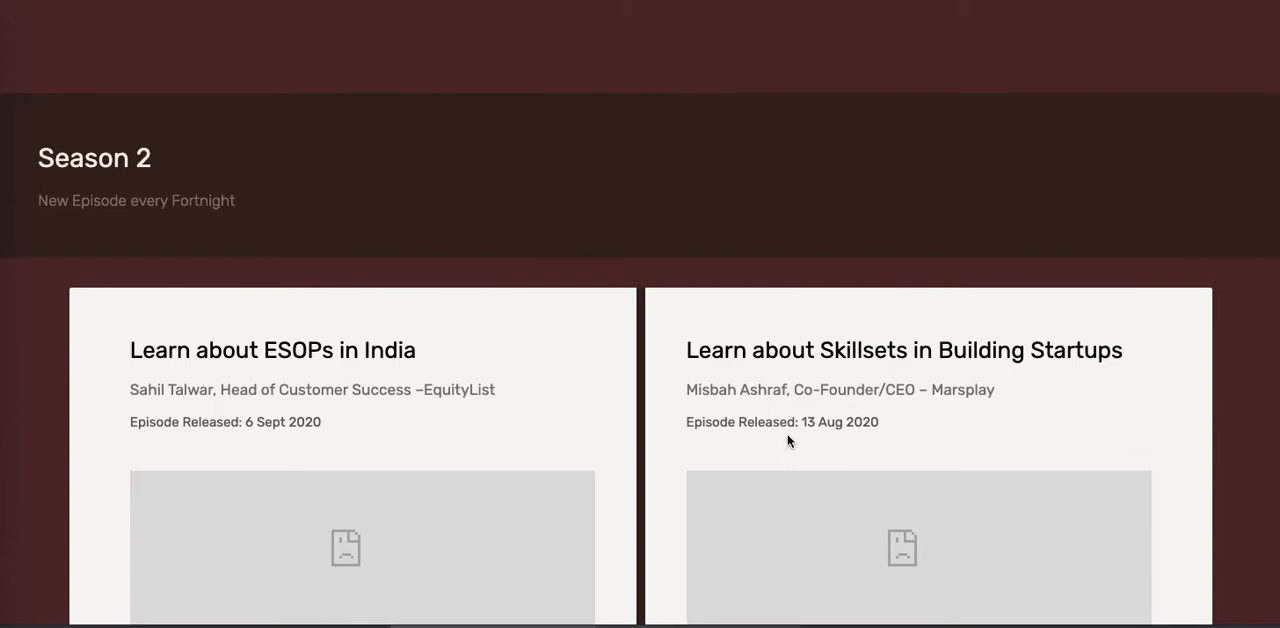 Season 2
New Episode every Fortnight
Learn about ESOPs in India
Sahil Talwar, Head of Customer Success –EquityList
Episode Released: 6 Sept 2020
Learn about Skillsets in Building Startups
Misbah Ashraf, Co-Founder/CEO – Marsplay
Episode Released: 13 Aug 2020